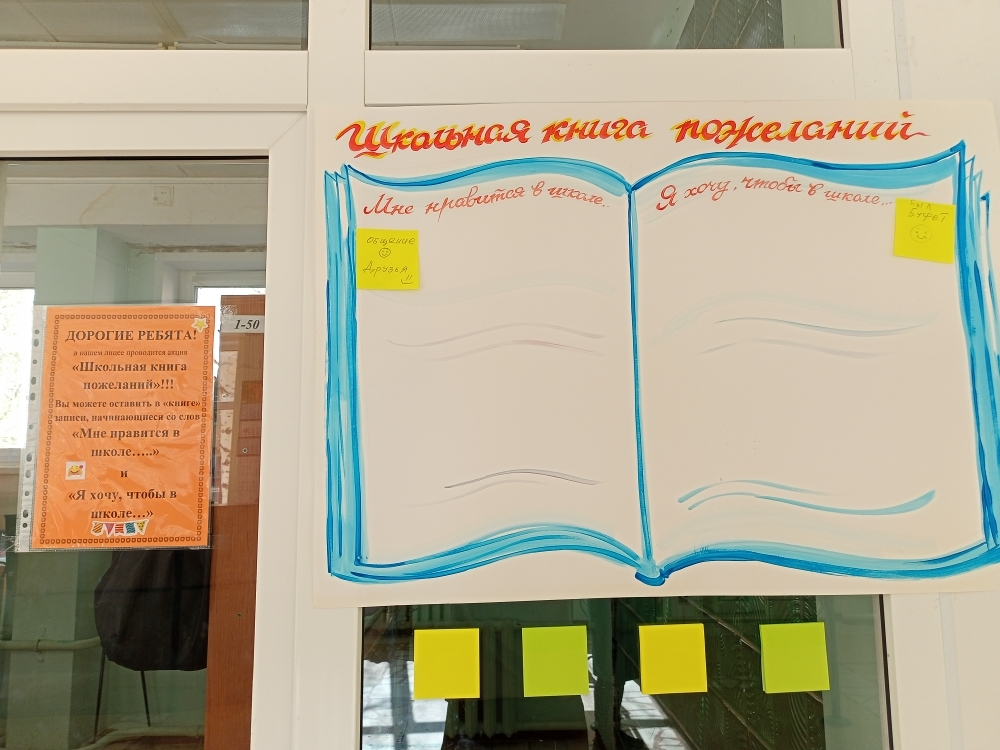 Школьная книга пожеланий
Мне нравится в школе..
Я хочу, чтобы в школе...
общение
Друзья
был
буфет
ДОРОГИЕ РЕБЯТА!
в нашем лицее проводится акция
«Школьная книга
пожеланий»!!!
Вы можете оставить в «книге»
записи, начинающиеся со слов
«Мне нравится в
школе…..»
и
«Я хочу, чтобы в
школе…»
1-50